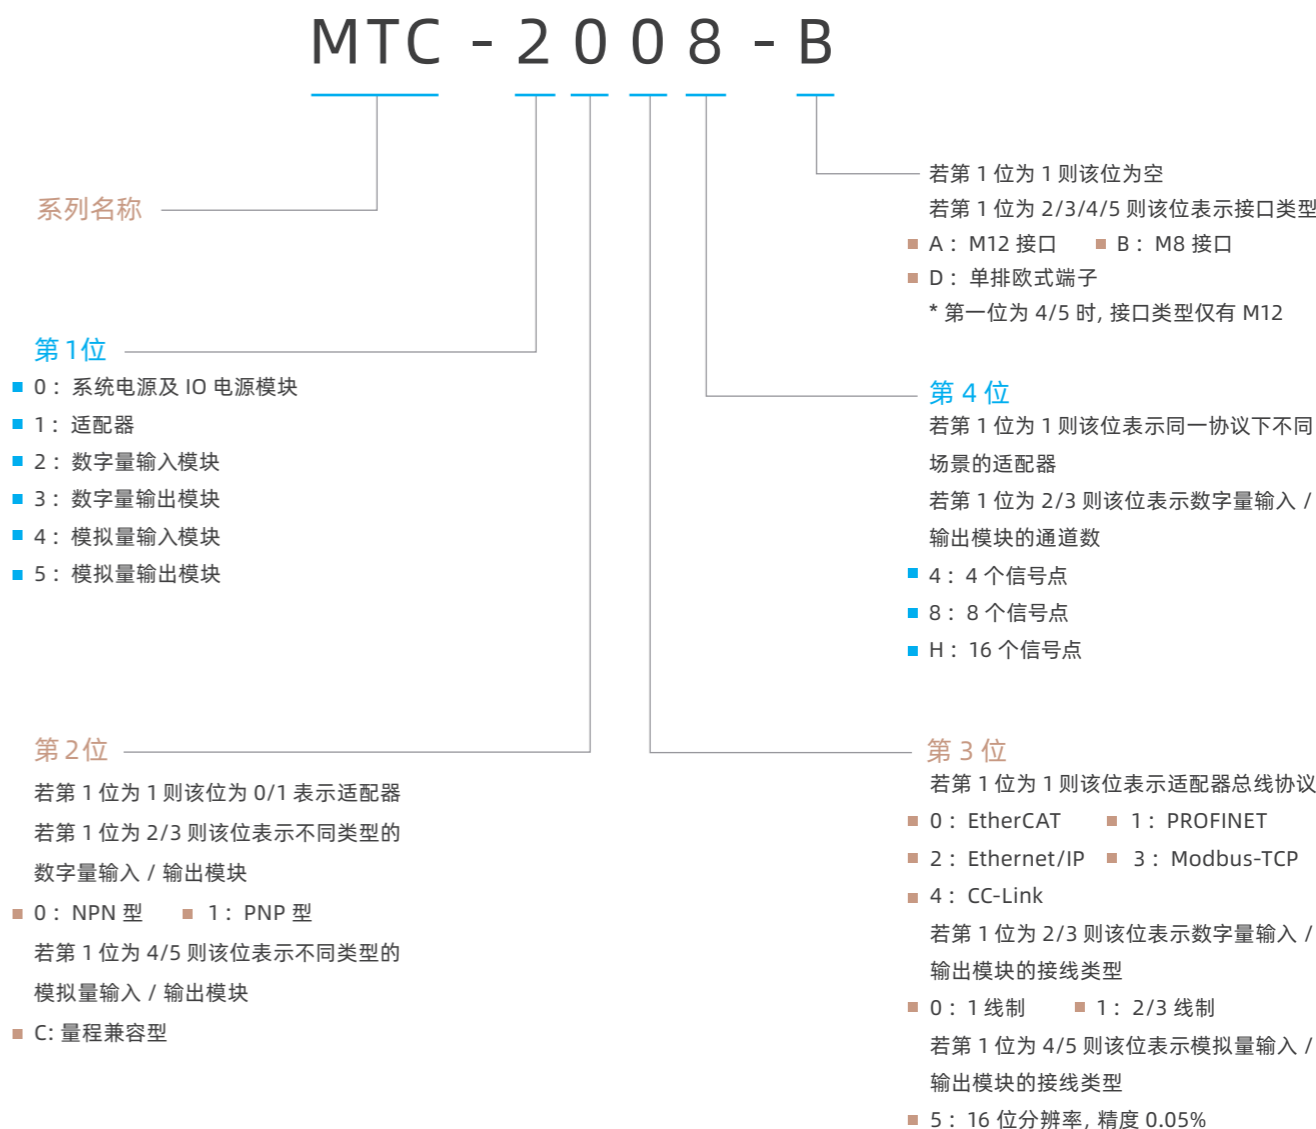 MTC - 2 0 0 8 - B
系列名称
第1位
0： 系统电源及 IO 电源模块
1： 适配器
2： 数字量输入模块
3： 数字量输出模块
4： 模拟量输入模块
5： 模拟量输出模块
第2位
若第 1 位为 1 则该位为 0/1 表示适配器
若第 1 位为 2/3 则该位表示不同类型的
数字量输入 / 输出模块
0： NPN 型 1： PNP 型
若第 1 位为 4/5 则该位表示不同类型的
模拟量输入 / 输出模块
C: 量程兼容型
若第 1 位为 1 则该位为空
若第 1 位为 2/3/4/5 则该位表示接口类型
A： M12 接口 B： M8 接口
D： 单排欧式端子
* 第一位为 4/5 时, 接口类型仅有 M12
第 4 位
若第 1 位为 1 则该位表示同一协议下不同
场景的适配器
若第 1 位为 2/3 则该位表示数字量输入 /
输出模块的通道数
4： 4 个信号点
8： 8 个信号点
H： 16 个信号点
第 3 位
若第 1 位为 1 则该位表示适配器总线协议
0： EtherCAT 1： PROFINET
2： Ethernet/IP 3： Modbus-TCP
4： CC-Link
若第 1 位为 2/3 则该位表示数字量输入 /
输出模块的接线类型
0： 1 线制 1： 2/3 线制
若第 1 位为 4/5 则该位表示模拟量输入 /
输出模块的接线类型
5： 16 位分辨率, 精度 0.05%